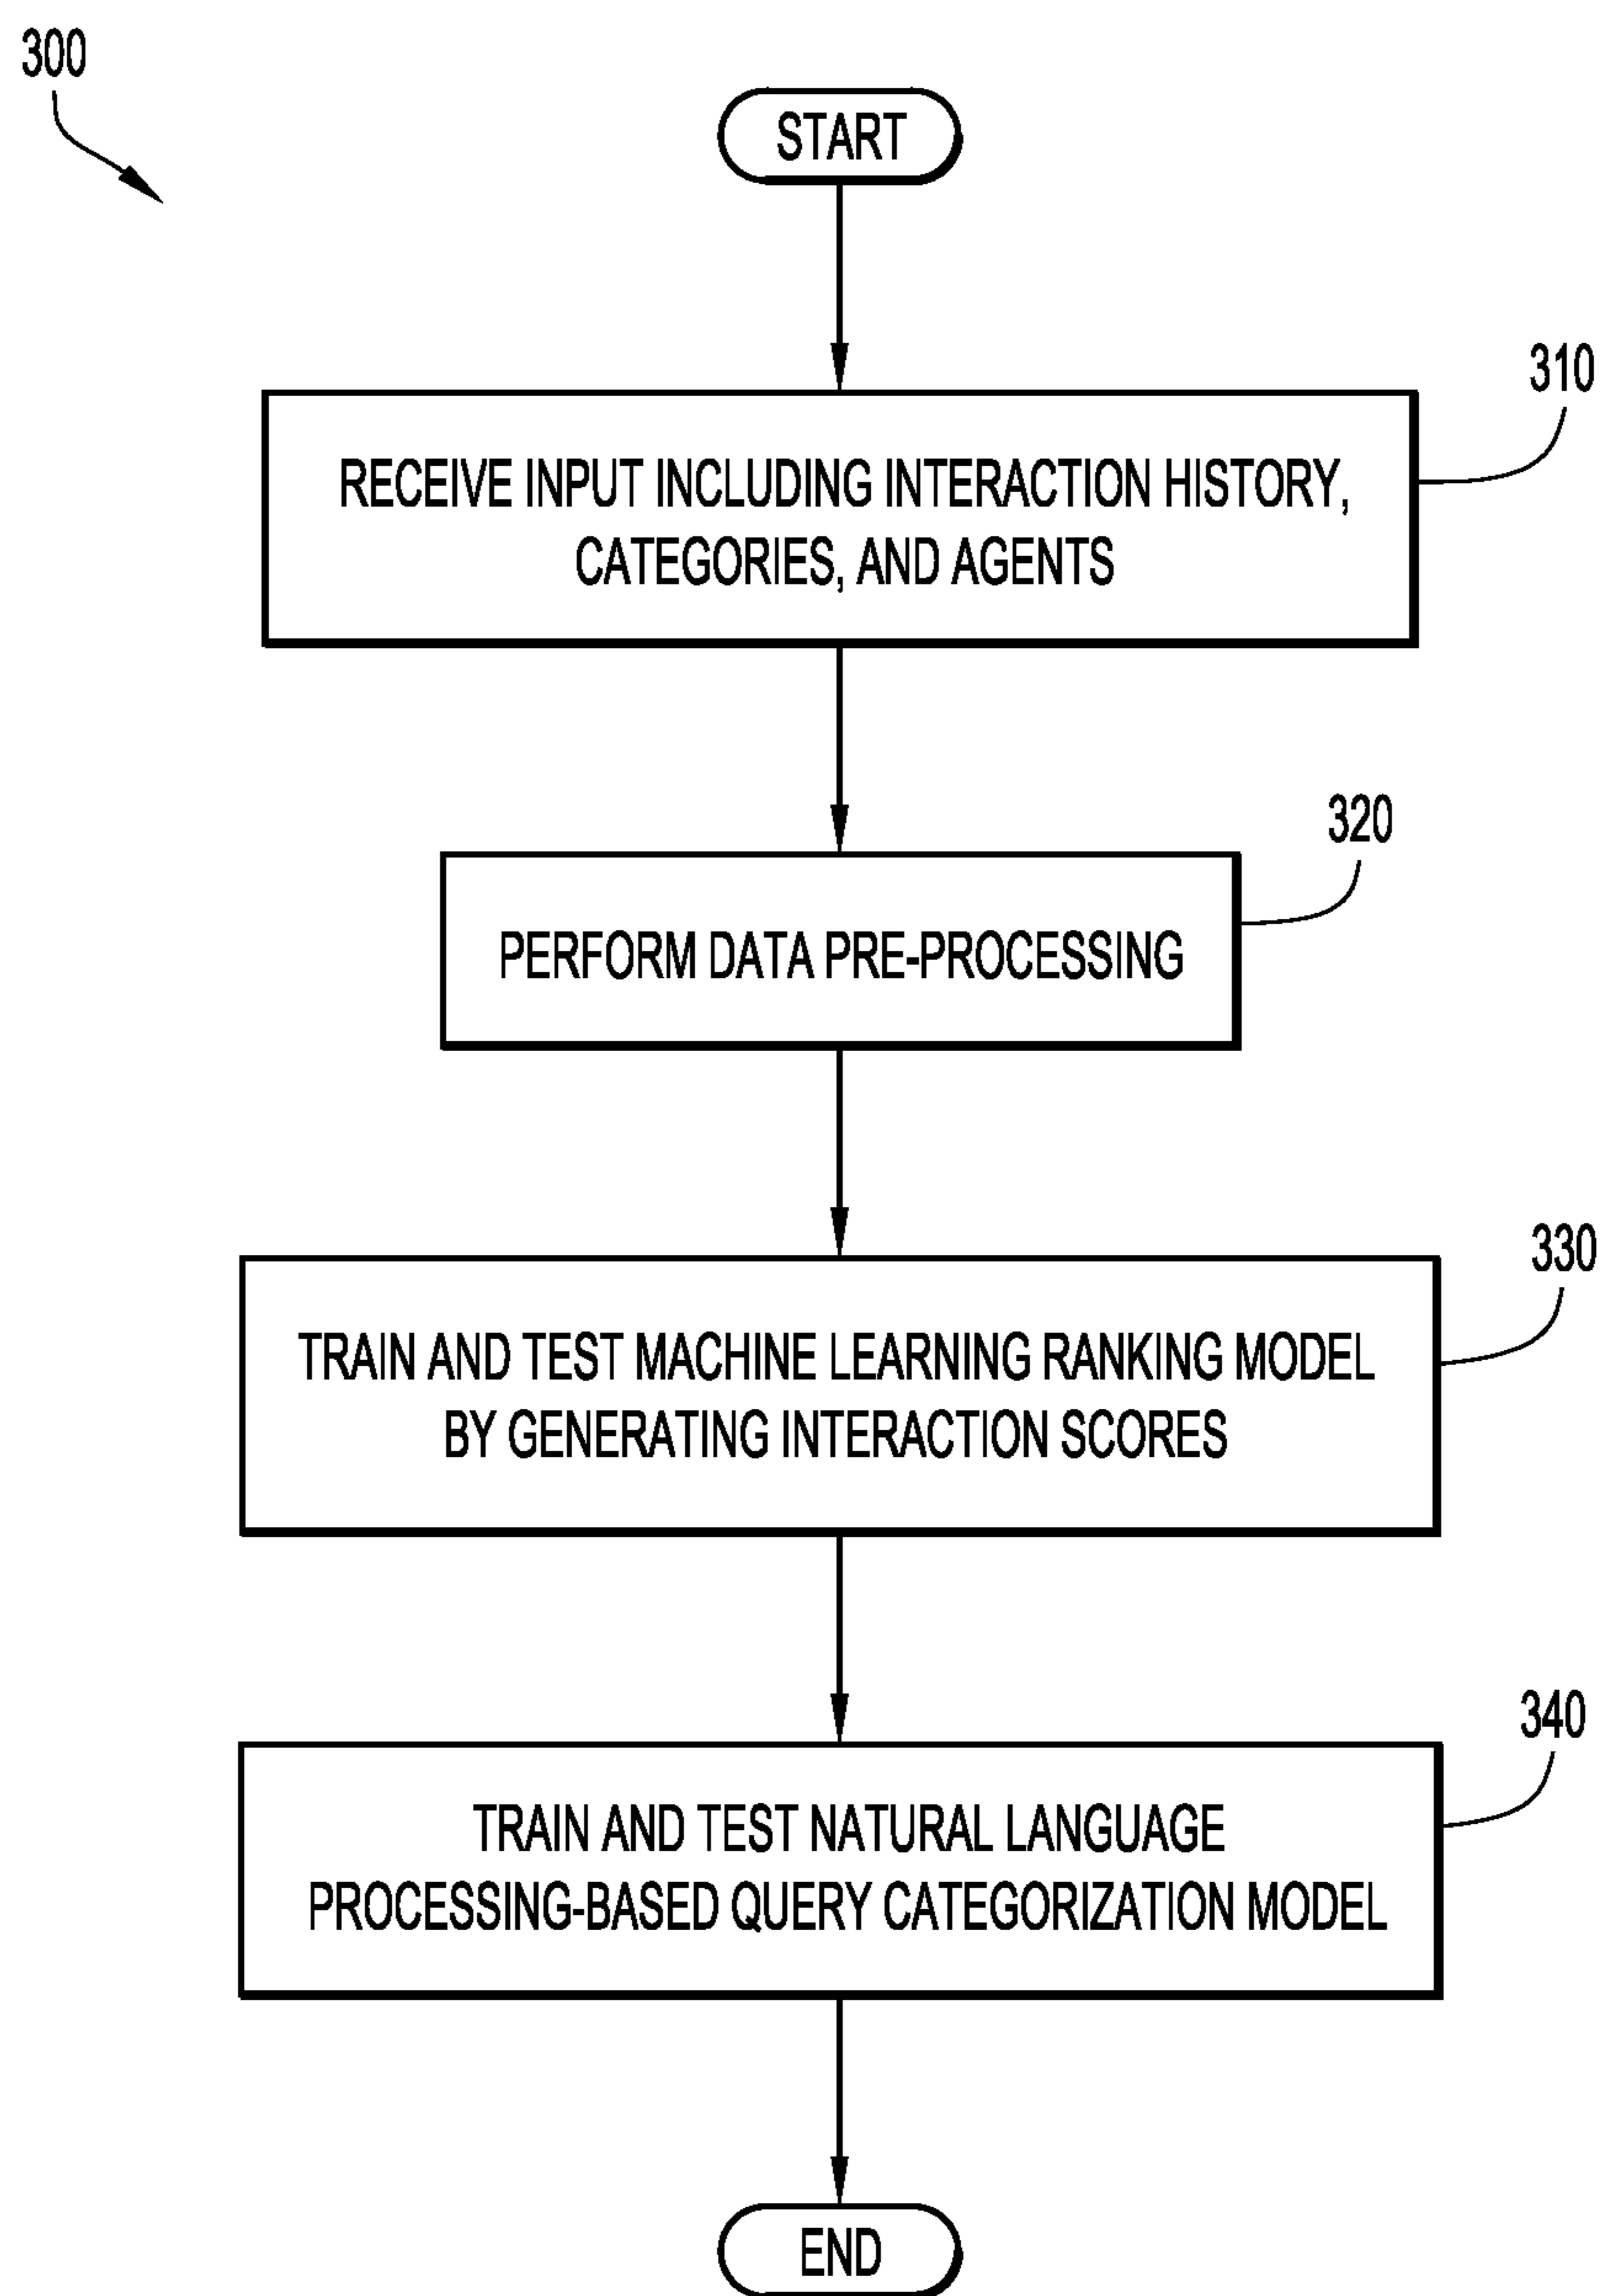 300
START
310
RECEIVE INPUT INCLUDING INTERACTION HISTORY,
CATEGORIES, AND AGENTS
320
PERFORM DATA PRE-PROCESSING
330
TRAIN AND TEST MACHINE LEARNING RANKING MODEL
BY GENERATING INTERACTION SCORES
340
TRAIN AND TEST NATURAL LANGUAGE
PROCESSING-BASED QUERY CATEGORIZATION MODEL
END